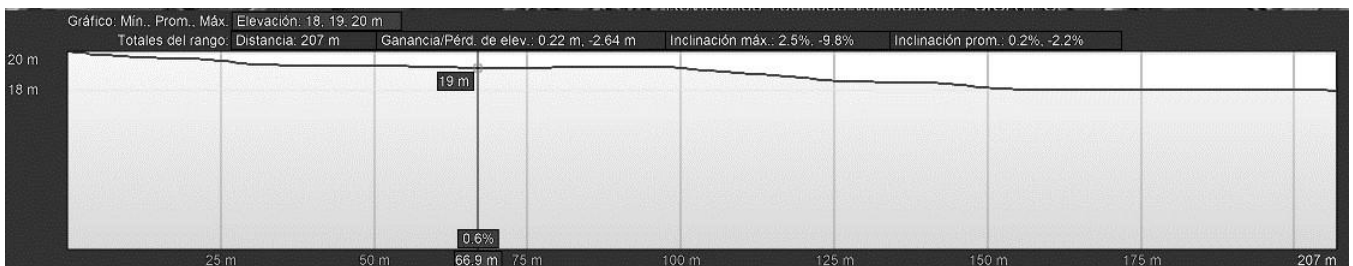 Gráfico: Mín., Prom., Máx. Elevación: 18, 19, 20 m
Totales del rango: Distancia: 207 m Ganancia/Pérd. de elev.: 0.22 m, -2.64 m Inclinación máx.: 2.5%, -9.8% Inclinación prom.: 0.2%, -2.2%
20 m
19 m
18 m
0.6%
25 m 50 m 66.9 m 75 m 100 m 125 m 150 m 175 m 207 m